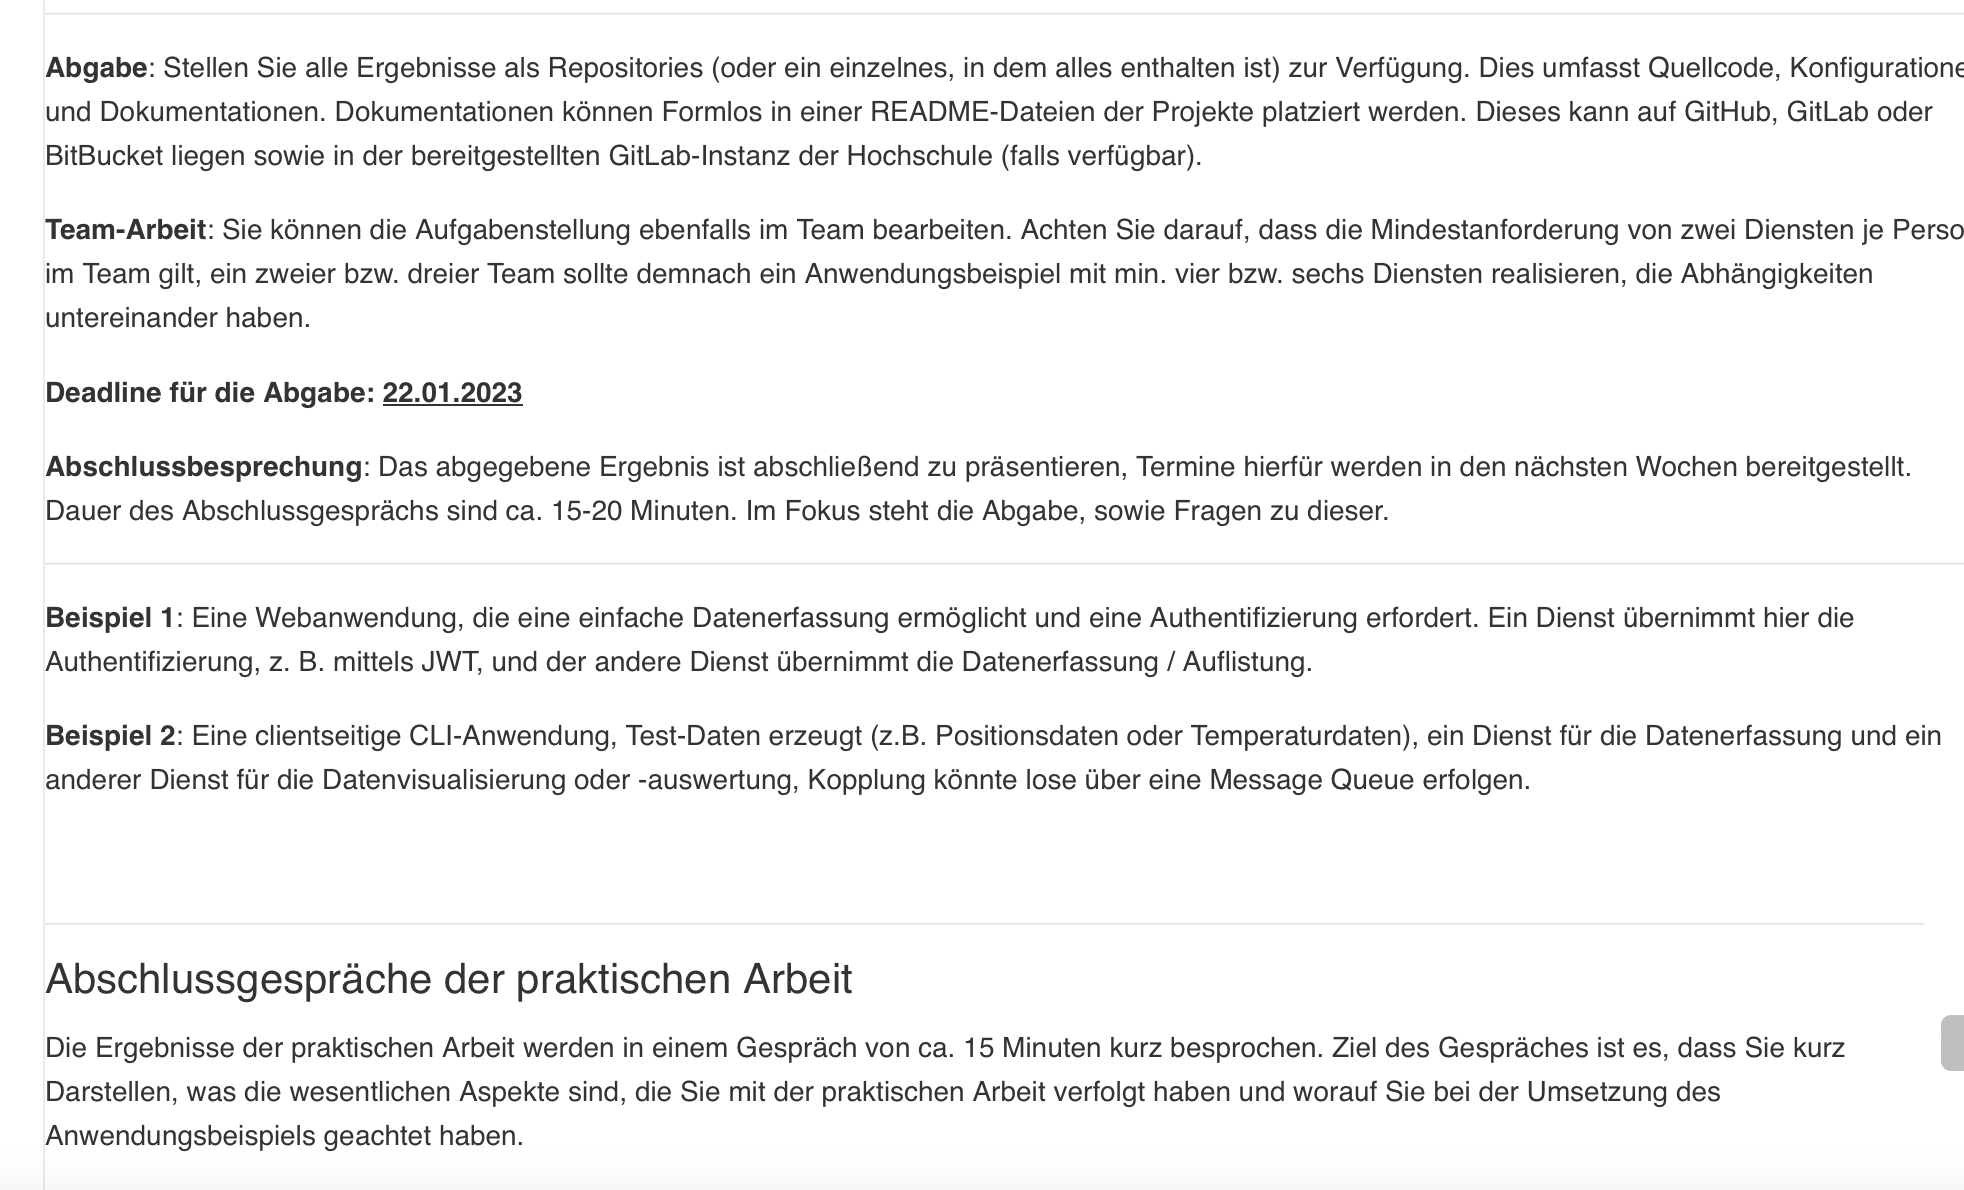 Abgabe: Stellen Sie alle Ergebnisse als Repositories (oder ein einzelnes, in dem alles enthalten ist) zur Verfügung. Dies umfasst Quellcode, Konfiguratione
und Dokumentationen. Dokumentationen können Formlos in einer README-Dateien der Projekte platziert werden. Dieses kann auf GitHub, GitLab oder
BitBucket liegen sowie in der bereitgestellten GitLab-Instanz der Hochschule (falls verfügbar).
Team-Arbeit: Sie können die Aufgabenstellung ebenfalls im Team bearbeiten. Achten Sie darauf, dass die Mindestanforderung von zwei Diensten je Perso
im Team gilt, ein zweier bzw. dreier Team sollte demnach ein Anwendungsbeispiel mit min. vier bzw. sechs Diensten realisieren, die Abhängigkeiten
untereinander haben.
Deadline für die Abgabe: 22.01.2023
Abschlussbesprechung: Das abgegebene Ergebnis ist abschließend zu präsentieren, Termine hierfür werden in den nächsten Wochen bereitgestellt.
Dauer des Abschlussgesprächs sind ca. 15-20 Minuten. Im Fokus steht die Abgabe, sowie Fragen zu dieser.
Beispiel 1: Eine Webanwendung, die eine einfache Datenerfassung ermöglicht und eine Authentifizierung erfordert. Ein Dienst übernimmt hier die
Authentifizierung, z. B. mittels JWT, und der andere Dienst übernimmt die Datenerfassung / Auflistung.
Beispiel 2: Eine clientseitige CLI-Anwendung, Test-Daten erzeugt (z.B. Positionsdaten oder Temperaturdaten), ein Dienst für die Datenerfassung und ein
anderer Dienst für die Datenvisualisierung oder -auswertung, Kopplung könnte lose über eine Message Queue erfolgen.
Abschlussgespräche der praktischen Arbeit
Die Ergebnisse der praktischen Arbeit werden in einem Gespräch von ca. 15 Minuten kurz besprochen. Ziel des Gespräches ist es, dass Sie kurz
Darstellen, was die wesentlichen Aspekte sind, die Sie mit der praktischen Arbeit verfolgt haben und worauf Sie bei der Umsetzung des
Anwendungsbeispiels geachtet haben.